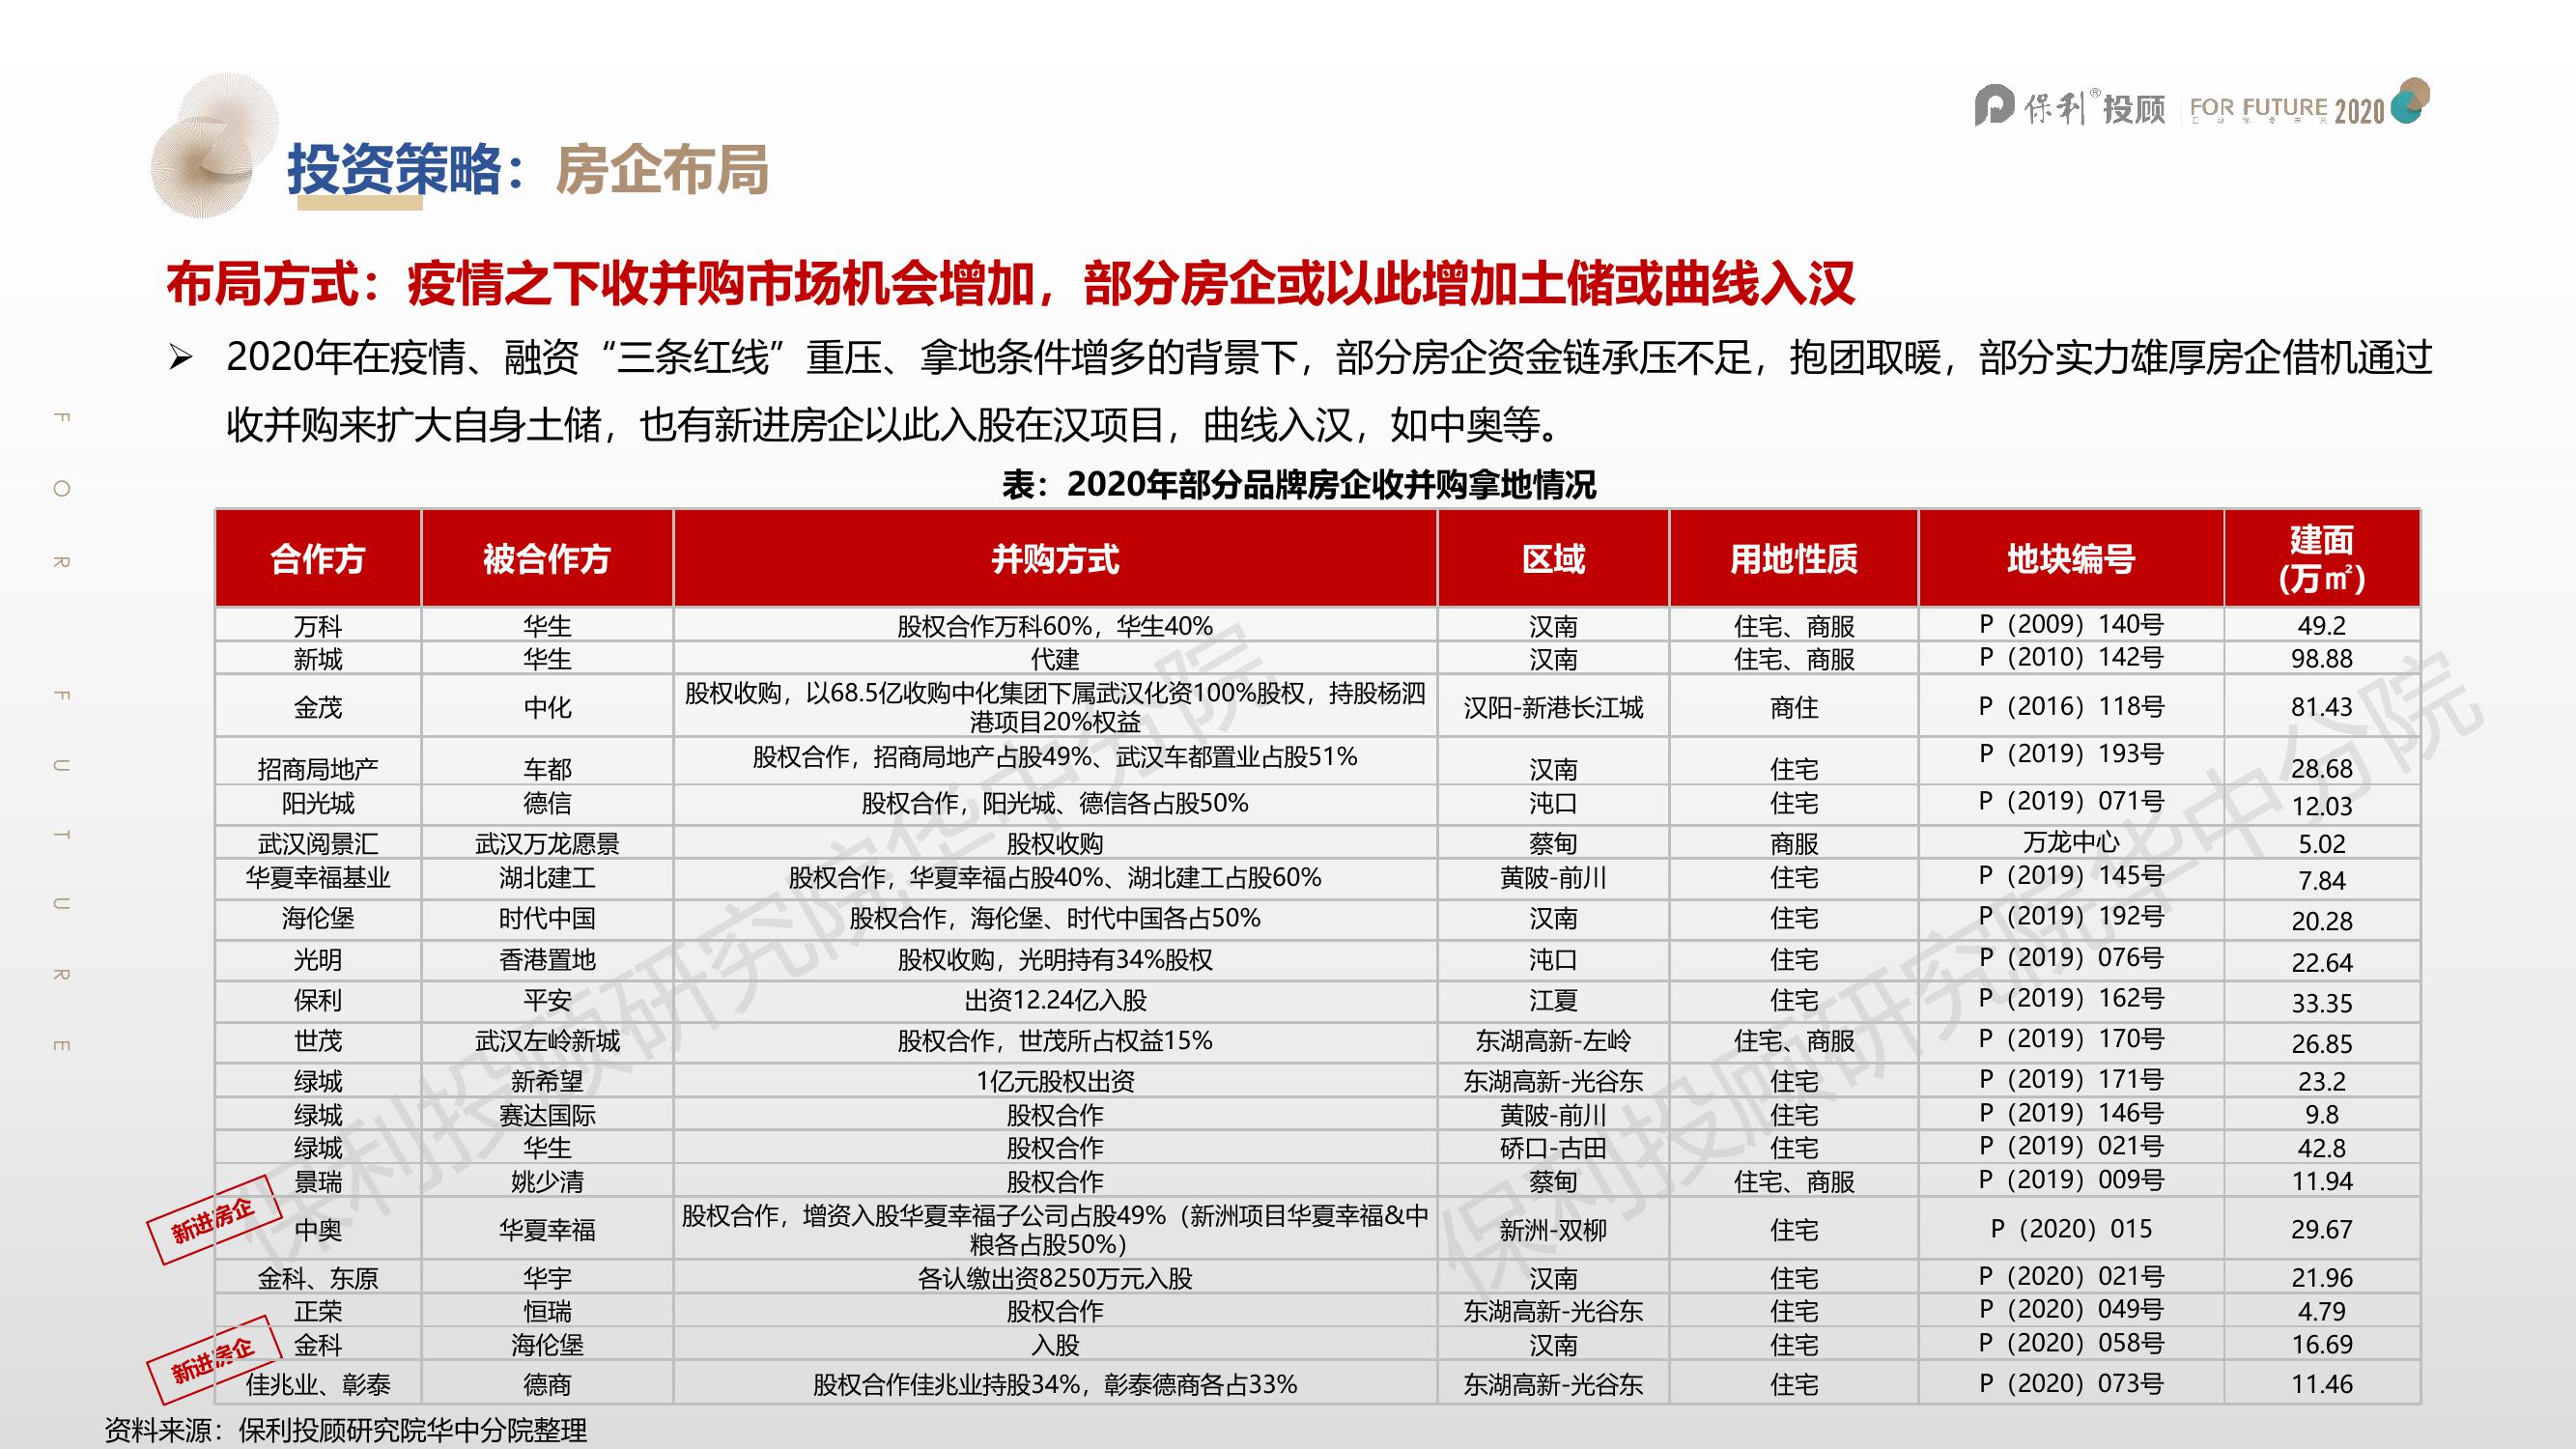 保利®投顾 FOR FUTURE 2020
投资策略：房企布局
布局方式：疫情之下收并购市场机会增加，部分房企或以此增加土储或曲线入汉
➢ 2020年在疫情、融资“三条红线”重压、拿地条件增多的背景下，部分房企资金链承压不足，抱团取暖，部分实力雄厚房企借机通过
收并购来扩大自身土储，也有新进房企以此入股在汉项目，曲线入汉，如中奥等。
FOR FUTURE
表：2020年部分品牌房企收并购拿地情况
合作方 被合作方 并购方式 区域 用地性质 地块编号 建面
(万㎡)
万科 华生 股权合作万科60%，华生40% 汉南 住宅、商服 P（2009）140号 49.2
新城 华生 代建 汉南 住宅、商服 P（2010）142号 98.88
金茂 中化 股权收购，以68.5亿收购中化集团下属武汉化资100%股权，持股杨泗
港项目20%权益 汉阳-新港长江城 商住 P（2016）118号 81.43
招商局地产 车都 股权合作，招商局地产占股49%、武汉车都置业占股51% 汉南 住宅 P（2019）193号 28.68
阳光城 德信 股权合作，阳光城、德信各占股50% 沌口 住宅 P（2019）071号 12.03
武汉阅景汇 武汉万龙愿景 股权收购 蔡甸 商服 万龙中心 5.02
华夏幸福基业 湖北建工 股权合作，华夏幸福占股40%、湖北建工占股60% 黄陂-前川 住宅 P（2019）145号 7.84
海伦堡 时代中国 股权合作，海伦堡、时代中国各占50% 汉南 住宅 P（2019）192号 20.28
光明 香港置地 股权收购，光明持有34%股权 沌口 住宅 P（2019）076号 22.64
保利 平安 出资12.24亿入股 江夏 住宅 P（2019）162号 33.35
世茂 武汉左岭新城 股权合作，世茂所占权益15% 东湖高新-左岭 住宅、商服 P（2019）170号 26.85
绿城 新希望 1亿元股权出资 东湖高新-光谷东 住宅 P（2019）171号 23.2
绿城 赛达国际 股权合作 黄陂-前川 住宅 P（2019）146号 9.8
绿城 华生 股权合作 硚口-古田 住宅 P（2019）021号 42.8
景瑞 姚少清 股权合作 蔡甸 住宅、商服 P（2019）009号 11.94
新进房企
中奥 华夏幸福 股权合作，增资入股华夏幸福子公司占股49%（新洲项目华夏幸福&中
粮各占股50%） 新洲-双柳 住宅 P（2020）015 29.67
金科、东原 华宇 各认缴出资8250万元入股 汉南 住宅 P（2020）021号 21.96
正荣 恒瑞 股权合作 东湖高新-光谷东 住宅 P（2020）049号 4.79
金科 海伦堡 入股 汉南 住宅 P（2020）058号 16.69
新进房企
佳兆业、彰泰 德商 股权合作佳兆业持股34%，彰泰德商各占33% 东湖高新-光谷东 住宅 P（2020）073号 11.46
资料来源：保利投顾研究院华中分院整理
保利投顾研究院华中分院
保利投顾研究院华中分院